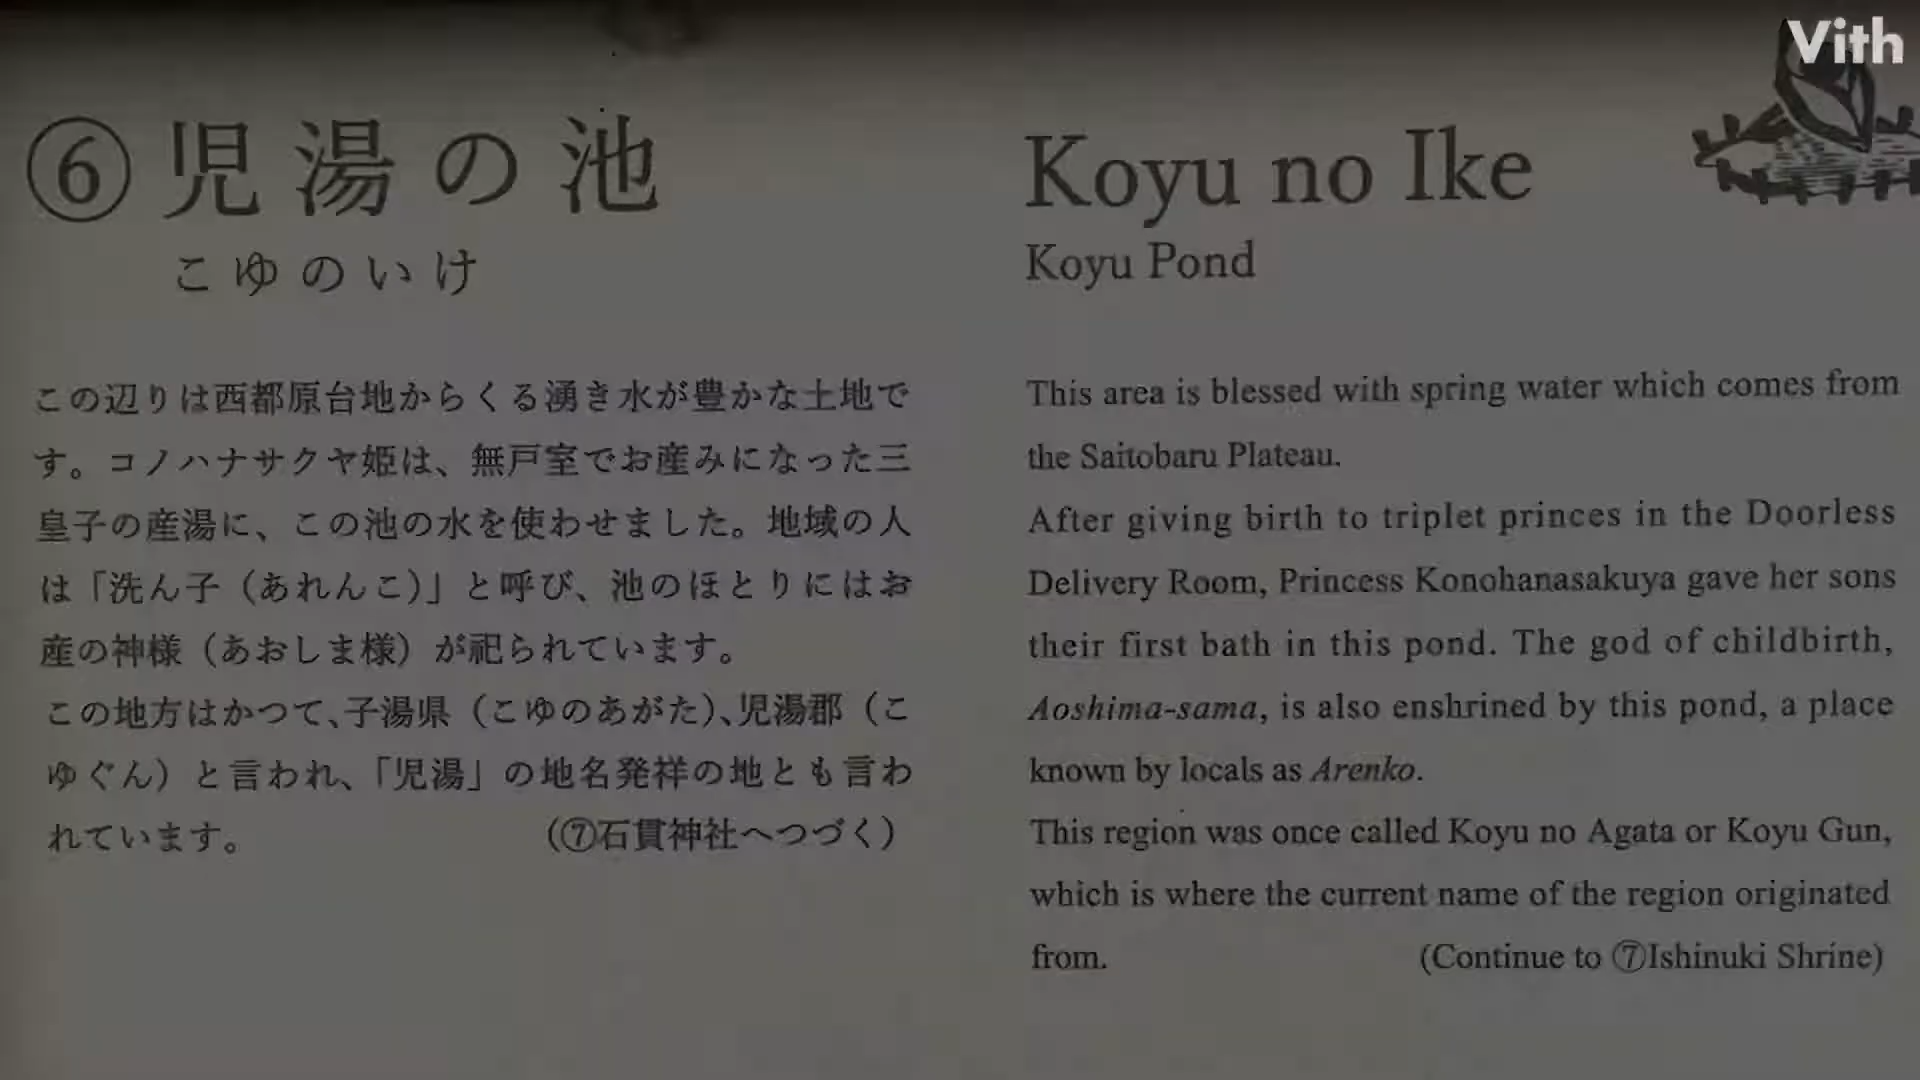 ⑥児湯の池
こゆのいけ
この辺りは西都原台地からくる湧き水が豊かな土地で
す。コノハナサクヤ姫は、無戸室でお産みになった三
皇子の産湯に、この池の水を使わせました。地域の人
は「洗ん子（あれんこ）」と呼び、池のほとりにはお
産の神様（あおしま様）が祀られています。
この地方はかつて、子湯県（こゆのあがた）、児湯郡（こ
ゆぐん）と言われ、「児湯」の地名発祥の地とも言わ
れています。 （⑦石貫神社へつづく）
Koyu no Ike
Koyu Pond
This area is blessed with spring water which comes from
the Saitobaru Plateau.
After giving birth to triplet princes in the Doorless
Delivery Room, Princess Konohanasakuya gave her sons
their first bath in this pond. The god of childbirth,
Aoshima-sama, is also enshrined by this pond, a place
known by locals as Arenko.
This region was once called Koyu no Agata or Koyu Gun,
which is where the current name of the region originated
from. (Continue to ⑦Ishinuki Shrine)
Vith